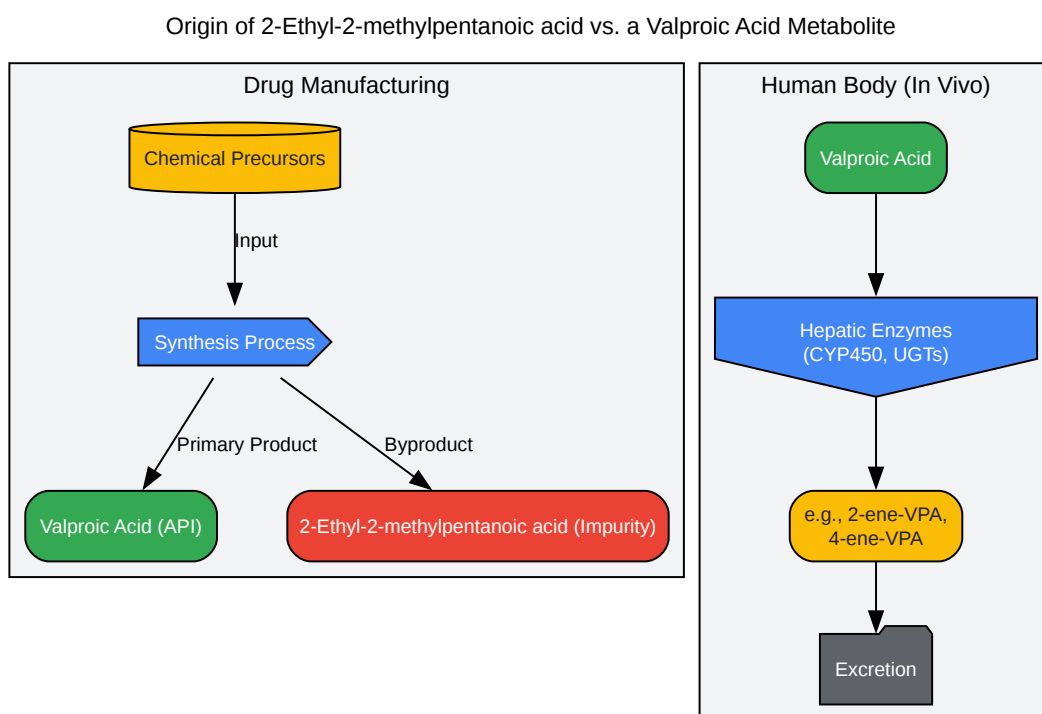 Origin of 2-Ethyl-2-methylpentanoic acid vs. a Valproic Acid Metabolite
Drug Manufacturing
Chemical Precursors
Input
Synthesis Process
Primary Product
Byproduct
Valproic Acid (API)
2-Ethyl-2-methylpentanoic acid (Impurity)
Human Body (In Vivo)
Valproic Acid
Hepatic Enzymes
(CYP450, UGTs)
e.g., 2-ene-VPA,
4-ene-VPA
Excretion